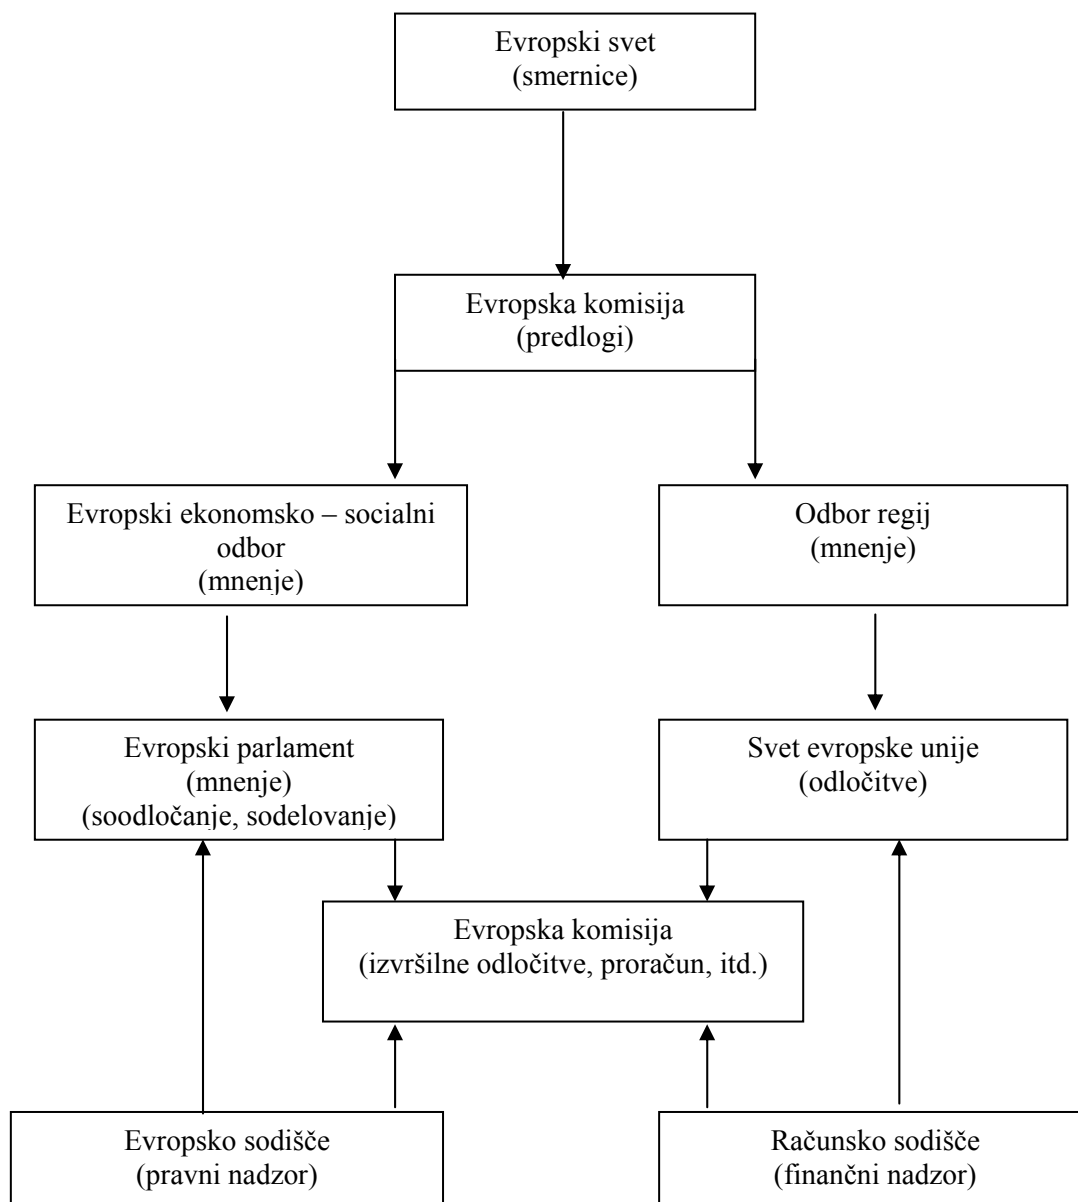 Evropski svet
(smernice)
Evropska komisija
(predlogi)
Evropski ekonomsko – socialni
odbor
(mnenje)
Odbor regij
(mnenje)
Evropski parlament
(mnenje)
(soodločanje, sodelovanje)
Svet evropske unije
(odločitve)
Evropska komisija
(izvršilne odločitve, proračun, itd.)
Evropsko sodišče
(pravni nadzor)
Računsko sodišče
(finančni nadzor)